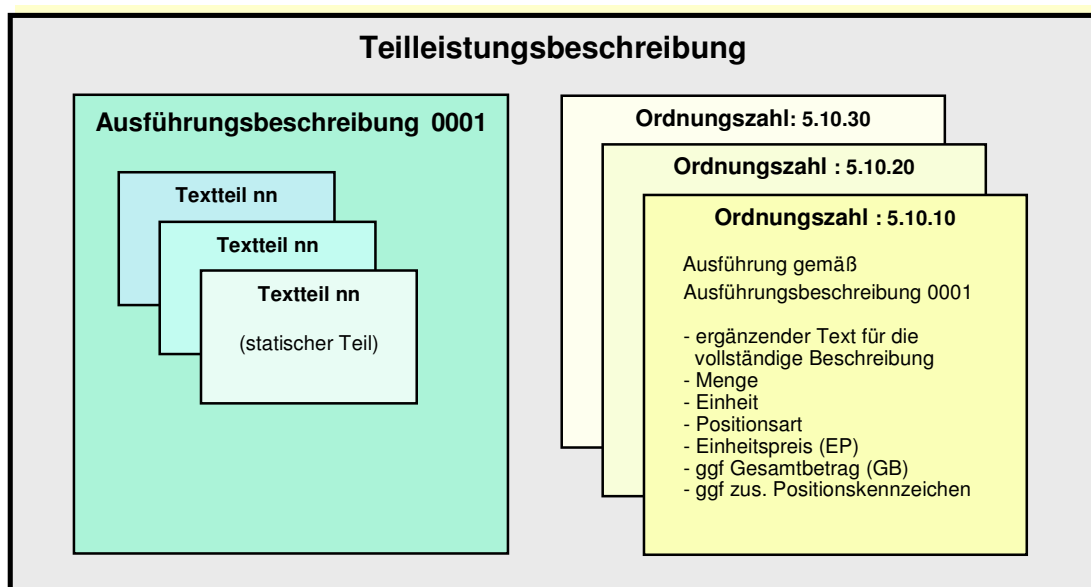 Teilleistungsbeschreibung
Ausführungsbeschreibung 0001
Textteil nn
Textteil nn
Textteil nn
(statischer Teil)
Ordnungszahl: 5.10.30
Ordnungszahl : 5.10.20
Ordnungszahl : 5.10.10
Ausführung gemäß
Ausführungsbeschreibung 0001
- ergänzender Text für die
vollständige Beschreibung
- Menge
- Einheit
- Positionsart
- Einheitspreis (EP)
- ggf Gesamtbetrag (GB)
- ggf zus. Positionskennzeichen